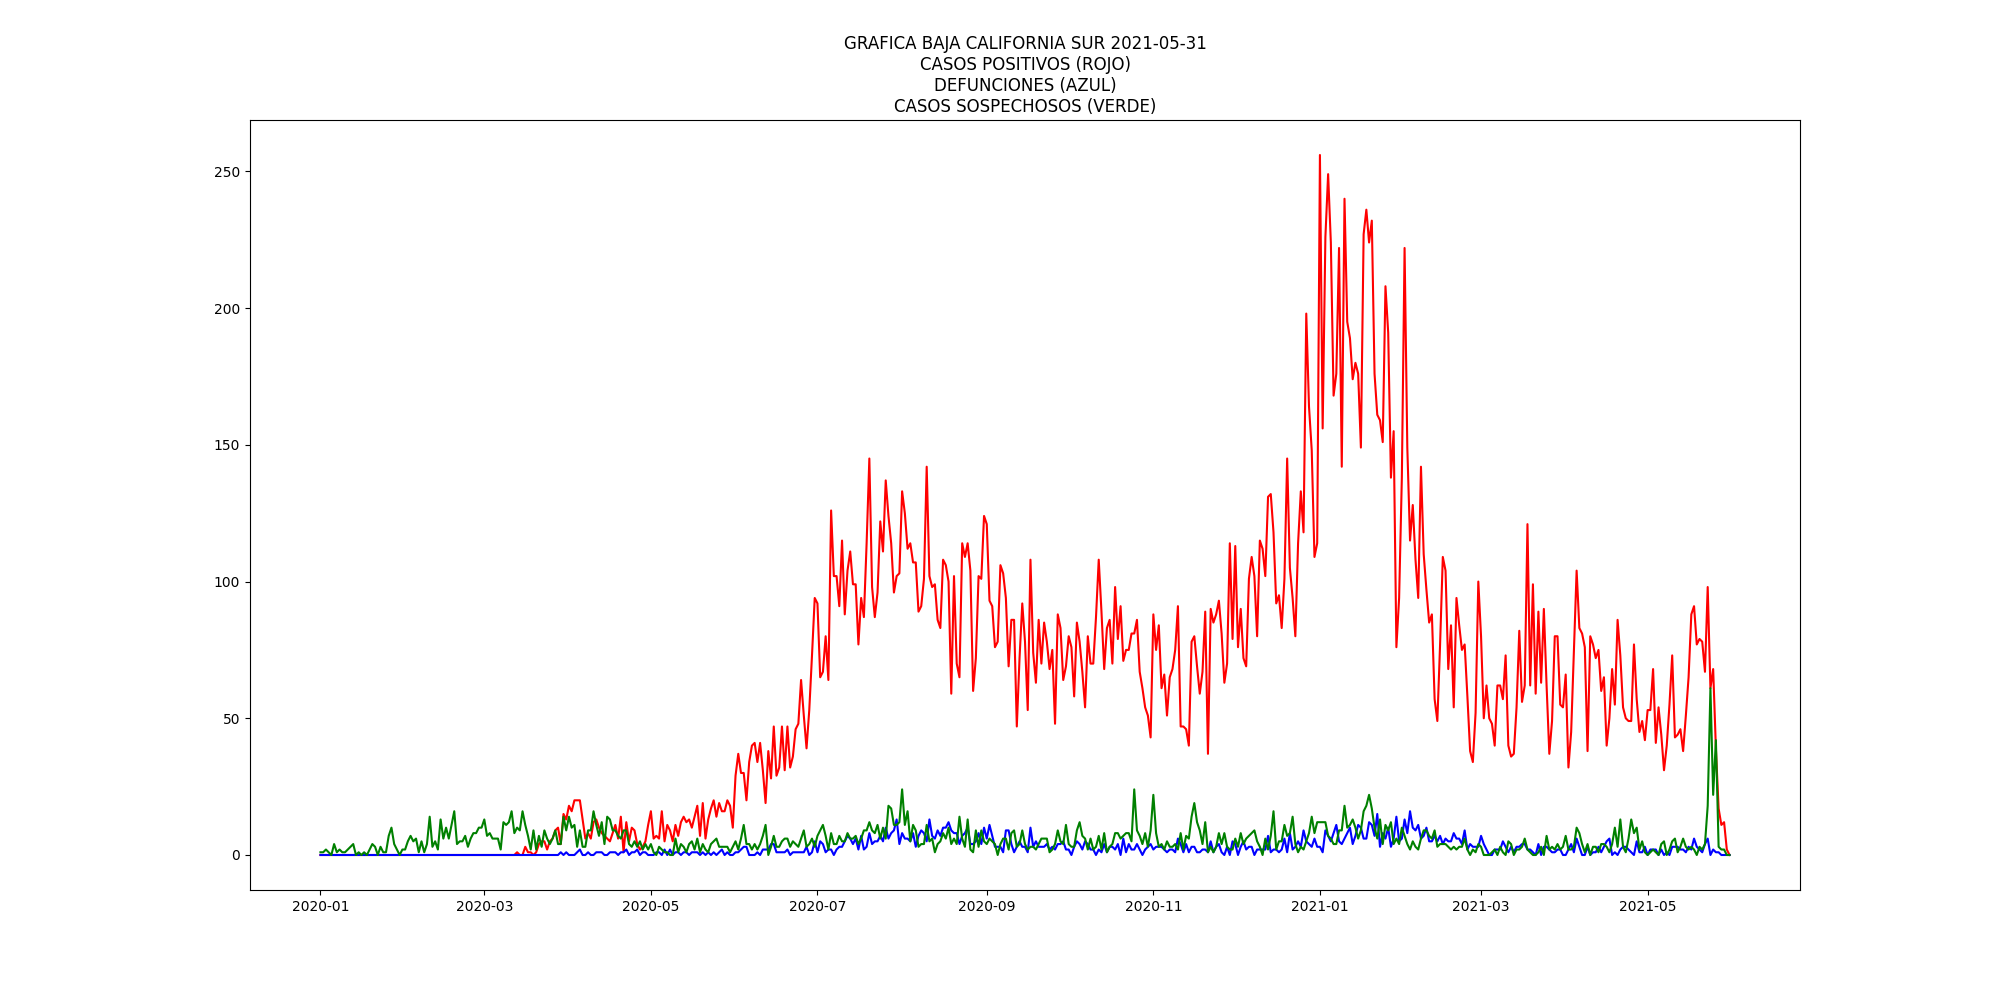 GRAFICA BAJA CALIFORNIA SUR 2021-05-31
CASOS POSITIVOS (ROJO)
DEFUNCIONES (AZUL)
CASOS SOSPECHOSOS (VERDE)
250
200
150
100
50
0
2020-01 2020-03 2020-05 2020-07 2020-09 2020-11 2021-01 2021-03 2021-05